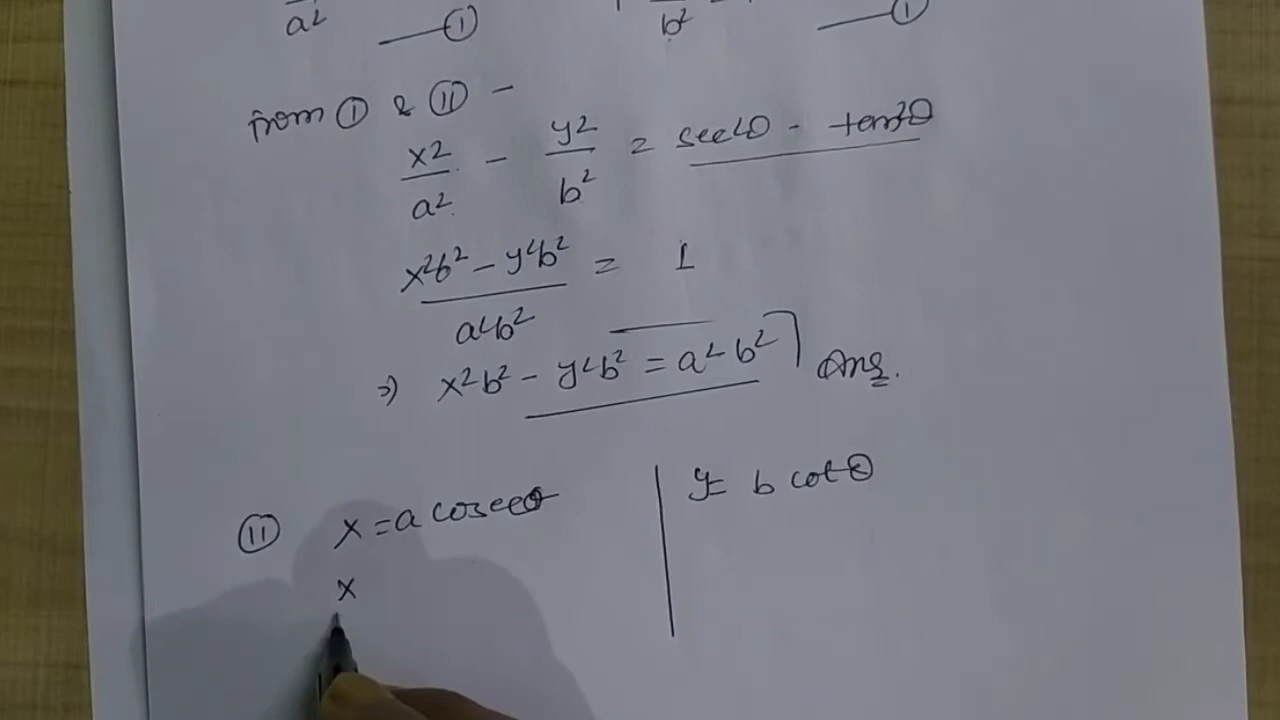 a² —①
b² —①
from ① & ⑪ -
x²/a² - y²/b² = sec²θ - tan²θ
x²b² - y²b² / a²b² = 1
⇒) x²b² - y²b² = a²b² Ans.
⑪ x = a cosecθ | y = b cotθ
x